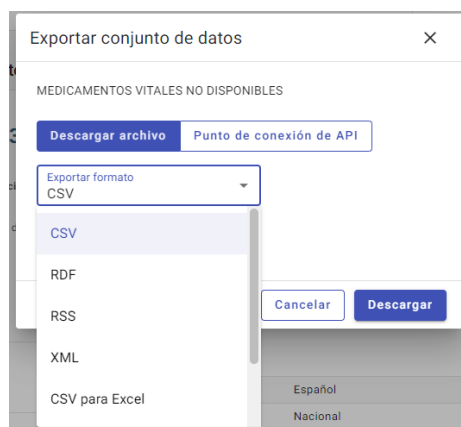 Exportar conjunto de datos
MEDICAMENTOS VITALES NO DISPONIBLES
Descargar archivo
Punto de conexión de API
Exportar formato
CSV
CSV
RDF
RSS
XML
CSV para Excel
Cancelar
Descargar
Español
Nacional